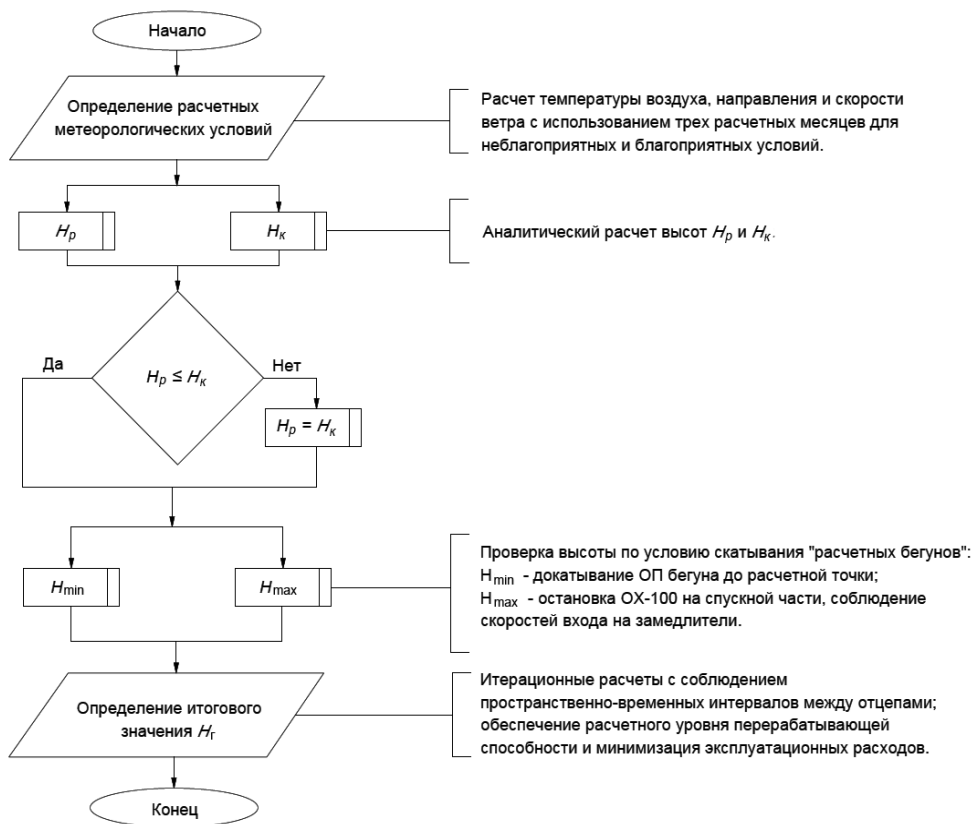 Начало
Определение расчетных
метеорологических условий
Расчет температуры воздуха, направления и скорости
ветра с использованием трех расчетных месяцев для
неблагоприятных и благоприятных условий.
Hр
Hк
Аналитический расчет высот Hр и Hк.
Да
Нет
Hр ≤ Hк
Hр = Hк
Hmin
Hmax
Проверка высоты по условию скатывания "расчетных бегунов":
Hmin - докатывание ОП бегуна до расчетной точки;
Hmax - остановка ОХ-100 на спускной части, соблюдение
скоростей входа на замедлители.
Определение итогового
значения Hг
Итерационные расчеты с соблюдением
пространственно-временных интервалов между отцепами;
обеспечение расчетного уровня перерабатывающей
способности и минимизация эксплуатационных расходов.
Конец